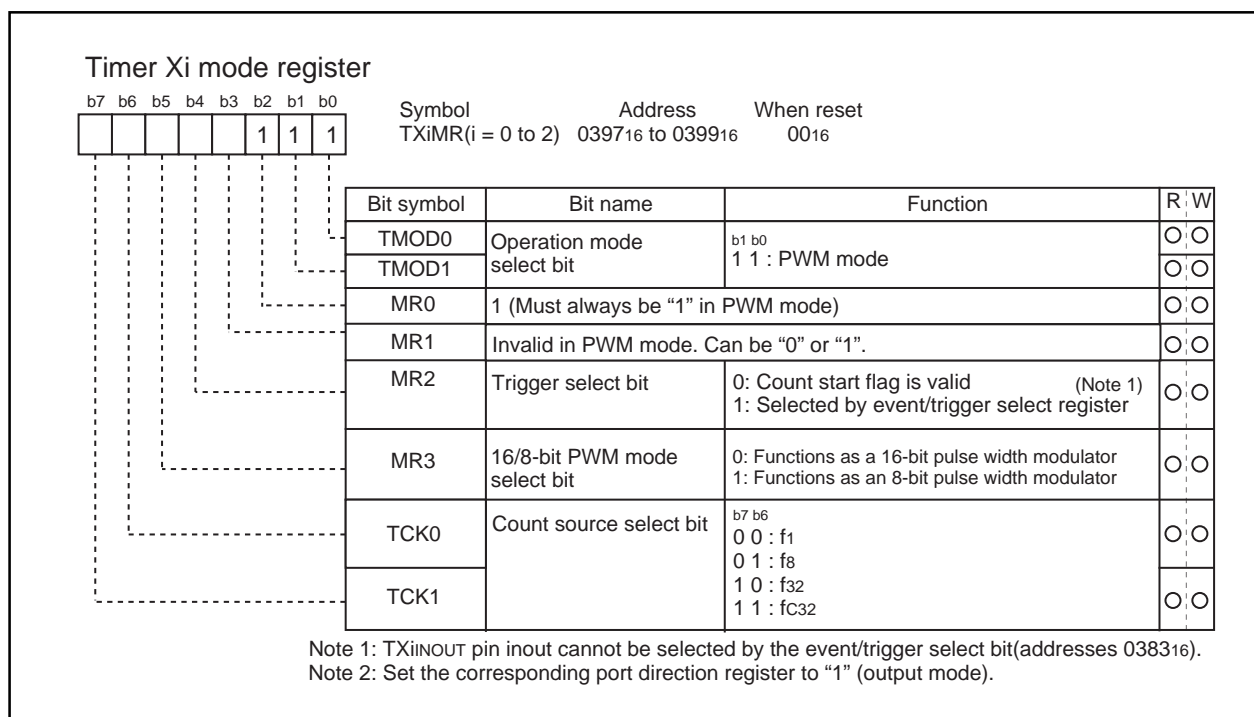 Timer Xi mode register
b7 b6 b5 b4 b3 b2 b1 b0
1 1 1
Symbol Address When reset
TXiMR(i = 0 to 2) 039716 to 039916 0016
Bit symbol Bit name Function R W
TMOD0 Operation mode select bit b1 b0
TMOD1 1 1 : PWM mode
MR0 1 (Must always be “1” in PWM mode)
MR1 Invalid in PWM mode. Can be “0” or “1”.
MR2 Trigger select bit 0: Count start flag is valid (Note 1)
1: Selected by event/trigger select register
MR3 16/8-bit PWM mode select bit 0: Functions as a 16-bit pulse width modulator
1: Functions as an 8-bit pulse width modulator
TCK0 Count source select bit b7 b6
0 0 : f1
0 1 : f8
TCK1 1 0 : f32
1 1 : fC32
Note 1: TXiINOUT pin inout cannot be selected by the event/trigger select bit(addresses 038316).
Note 2: Set the corresponding port direction register to “1” (output mode).